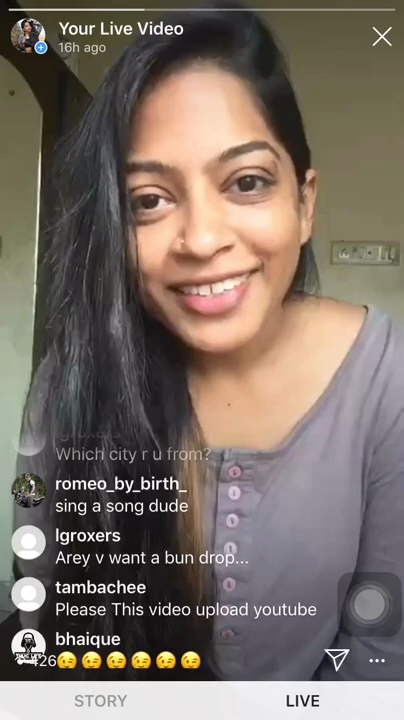 Your Live Video
16h ago
lgroxers
Which city r u from?
romeo_by_birth_
sing a song dude
lgroxers
Arey v want a bun drop...
tambachee
Please This video upload youtube
bhaique
426😉😉😉😉😉😉
STORY
LIVE